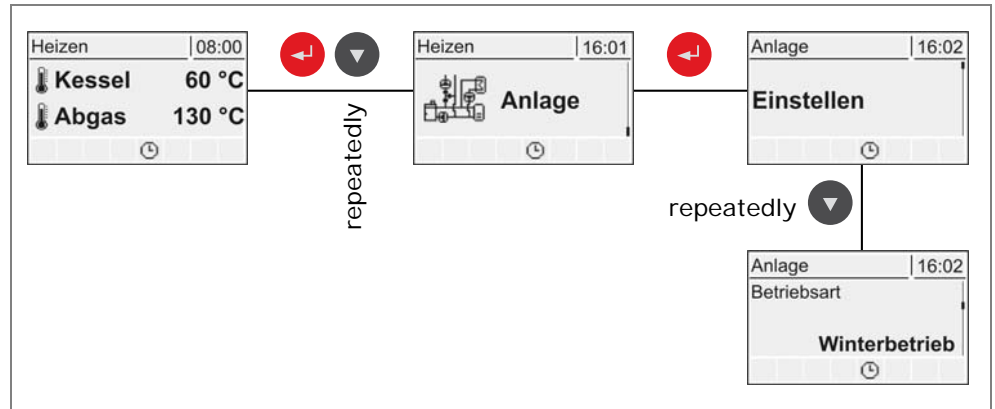 Heizen 08:00
Kessel 60 °C
Abgas 130 °C
repeatedly
Heizen 16:01
Anlage
Anlage 16:02
Einstellen
repeatedly
Anlage 16:02
Betriebsart
Winterbetrieb